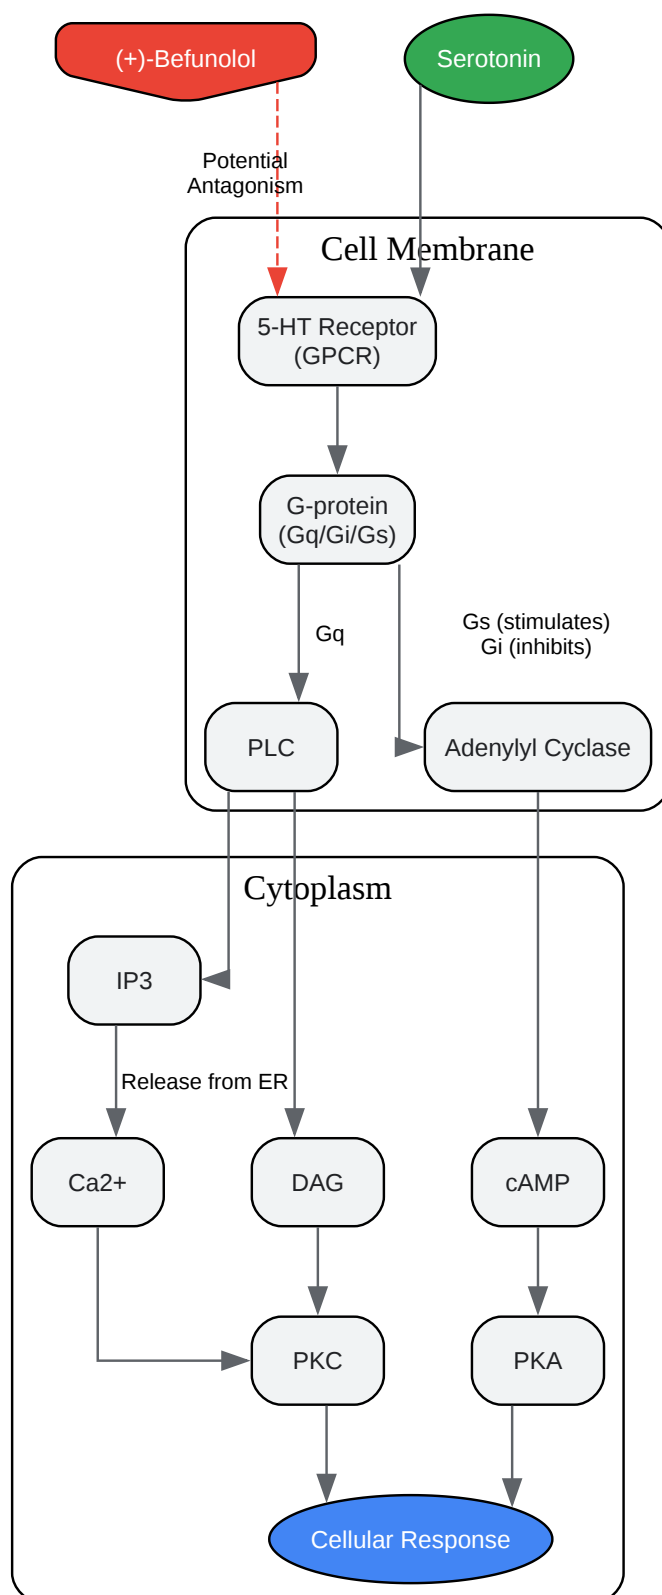 (+)-Befunolol
Serotonin
Potential
Antagonism
Cell Membrane
5-HT Receptor
(GPCR)
G-protein
(Gq/Gi/Gs)
Gq
Gs (stimulates)
Gi (inhibits)
PLC
Adenylyl Cyclase
Cytoplasm
IP3
Release from ER
Ca2+
DAG
cAMP
PKC
PKA
Cellular Response